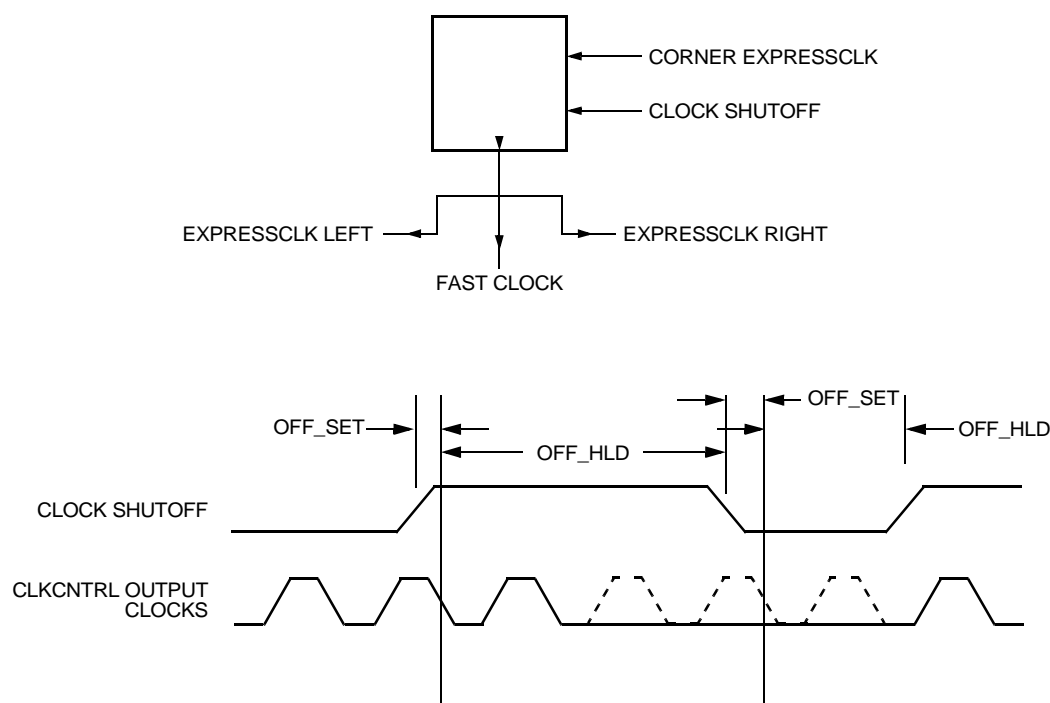 CORNER EXPRESSCLK
CLOCK SHUTOFF
EXPRESSCLK LEFT
EXPRESSCLK RIGHT
FAST CLOCK
OFF_SET
OFF_SET
OFF_HLD
OFF_HLD
CLOCK SHUTOFF
CLKCNTRL OUTPUT
CLOCKS